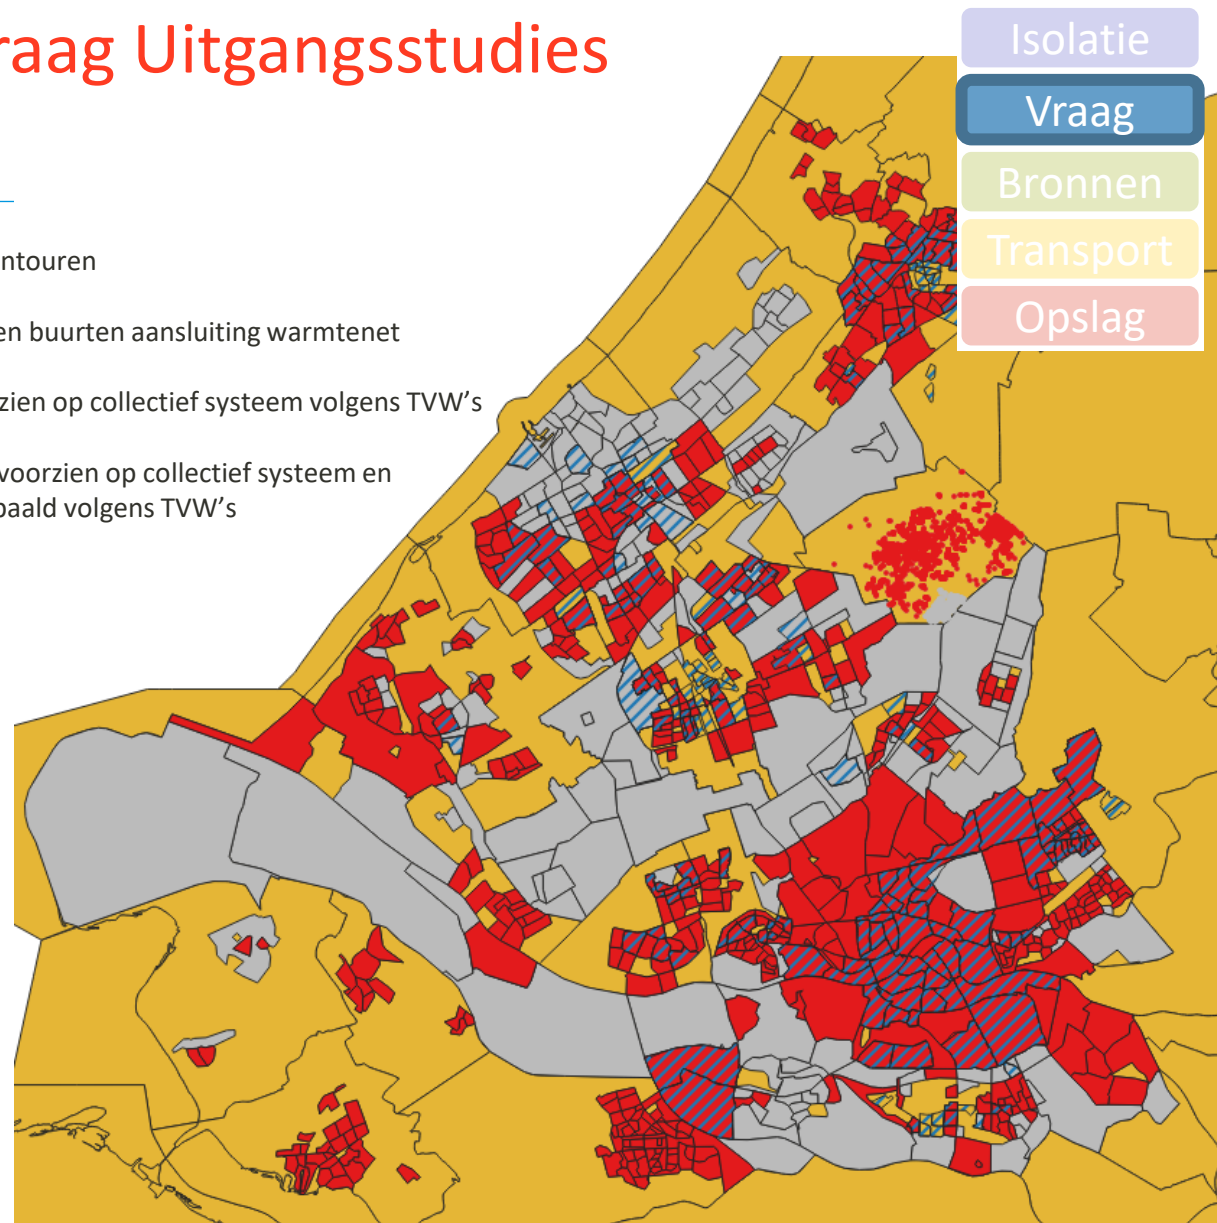 raag Uitgangsstudies
Isolatie
Vraag
Bronnen
Transport
Opslag
ntouren
en buurten aansluiting warmtenet
zien op collectief systeem volgens TVW's
voorzien op collectief systeem en
paald volgens TVW's